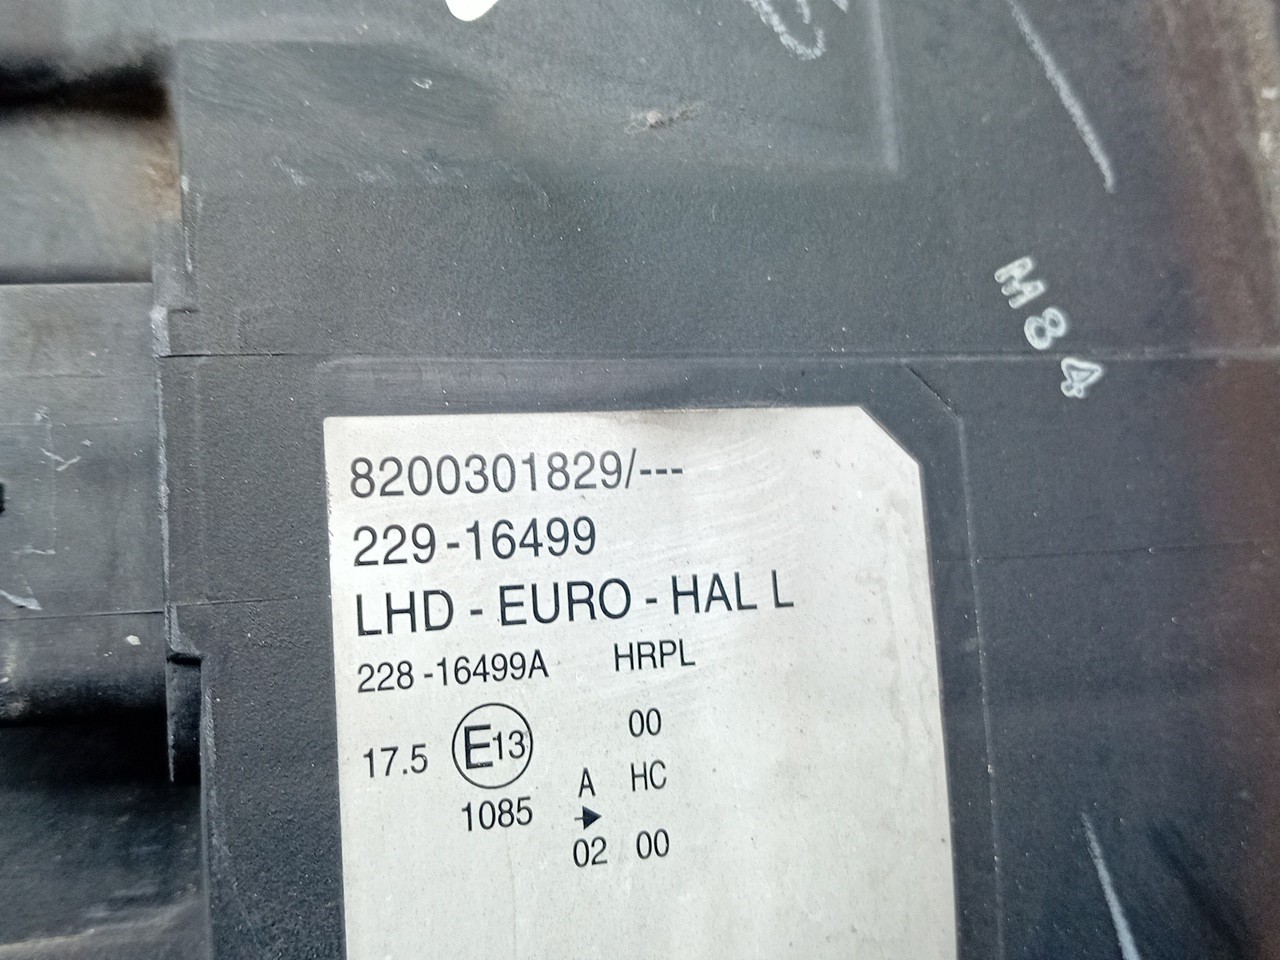 M84
8200301829/---
229-16499
LHD - EURO - HAL L
228-16499A HRPL
00
17.5 E13 A HC
1085
02 00